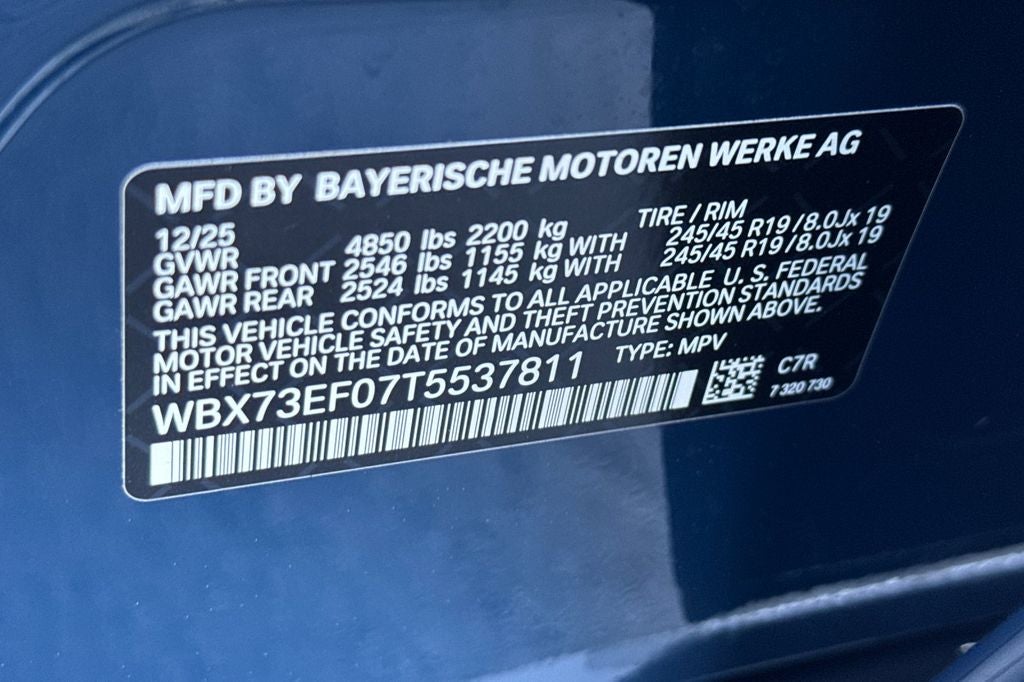 MFD BY BAYERISCHE MOTOREN WERKE AG
12/25 TIRE / RIM
GVWR 4850 lbs 2200 kg
GAWR FRONT 2546 lbs 1155 kg WITH 245/45 R19/8.0Jx 19
GAWR REAR 2524 lbs 1145 kg WITH 245/45 R19/8.0Jx 19
THIS VEHICLE CONFORMS TO ALL APPLICABLE U. S. FEDERAL
MOTOR VEHICLE SAFETY AND THEFT PREVENTION STANDARDS
IN EFFECT ON THE DATE OF MANUFACTURE SHOWN ABOVE.
WBX73EF07T5537811 TYPE: MPV
C7R
7 320 730